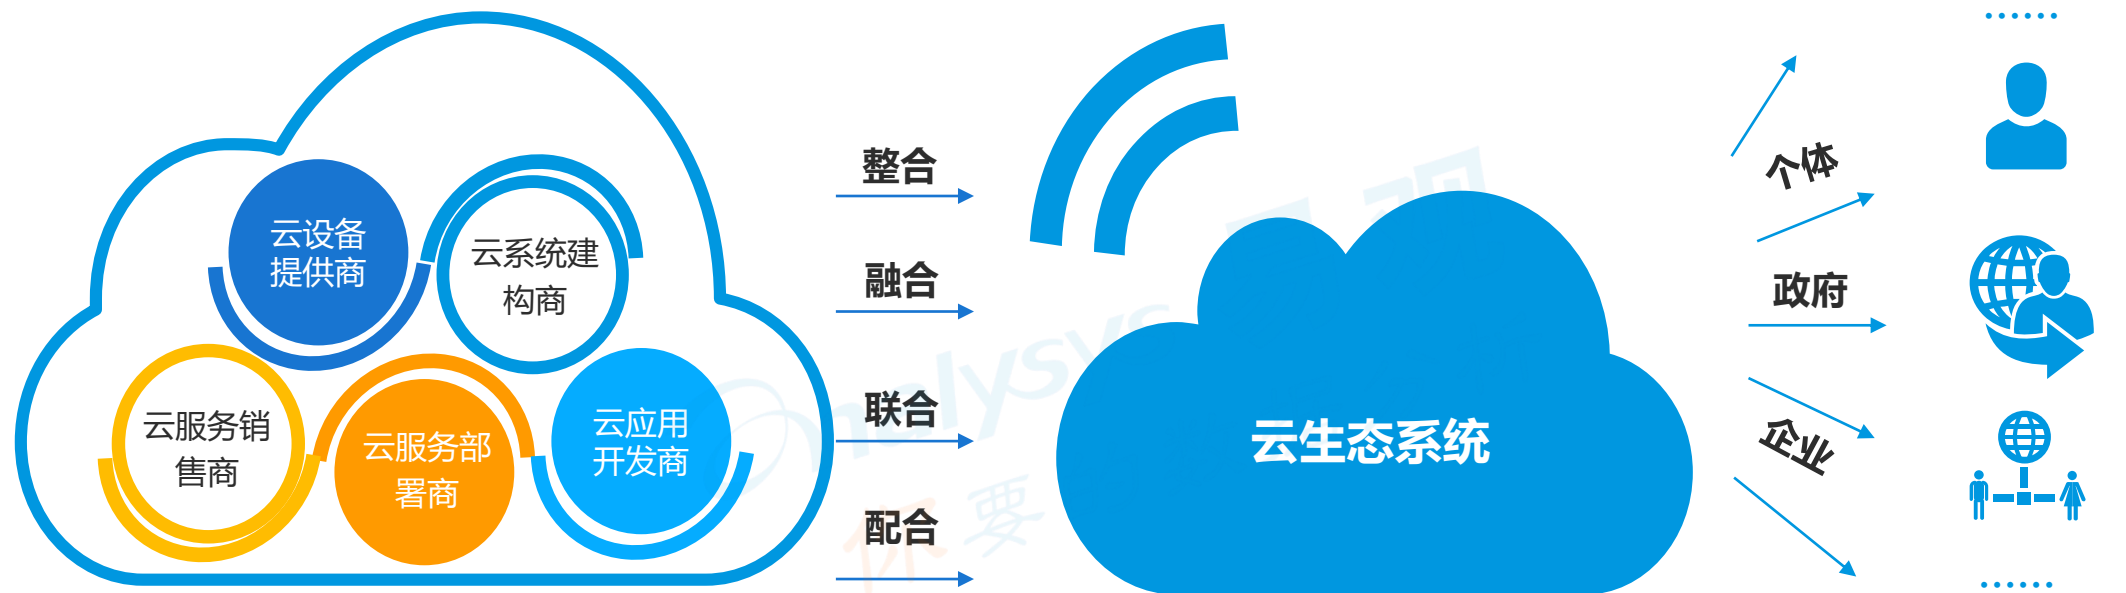 云设备
提供商
云系统建
构商
云服务销
售商
云服务部
署商
云应用
开发商
整合
融合
联合
配合
云生态系统
个体
政府
企业
······
······
你要